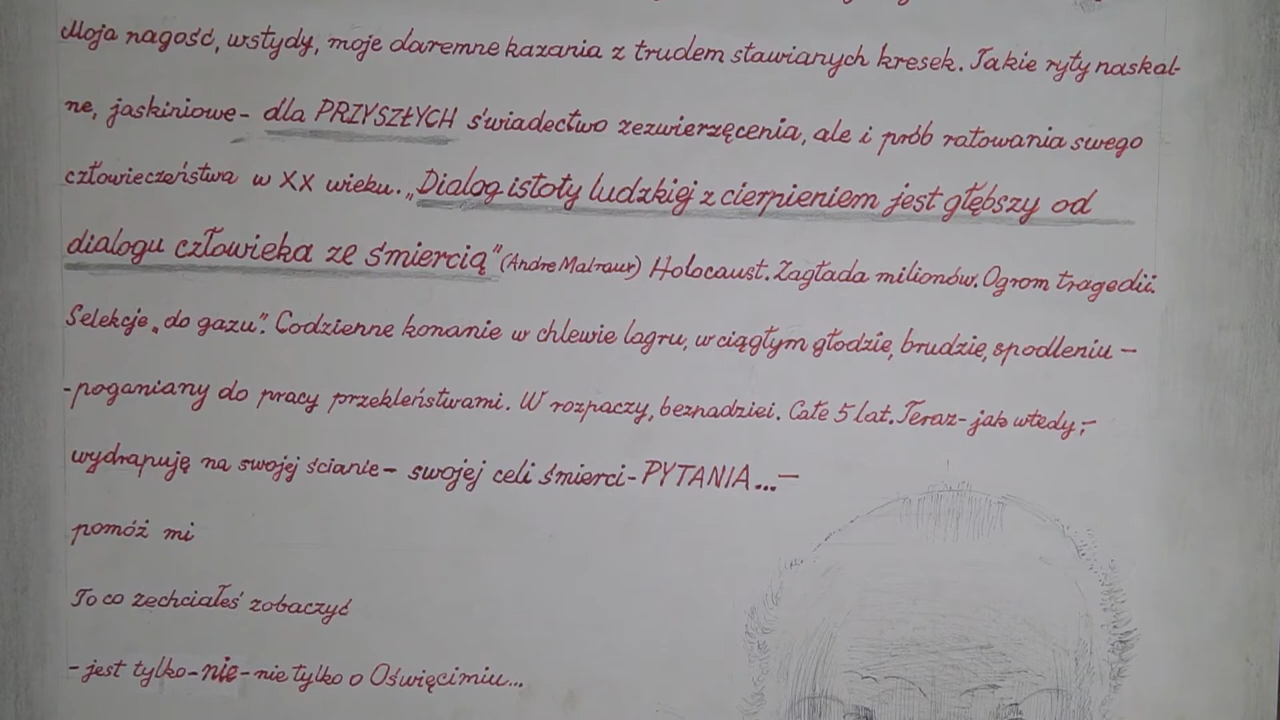 Moja nagość, wstydy, moje daremne kazania z trudem stawianych kresek. Jakie ryty naskal-
ne, jaskiniowe- dla PRZYSZŁYCH świadectwo zezwierzęcenia, ale i prób ratowania swego
człowieczeństwa w XX wieku. „Dialog istoty ludzkiej z cierpieniem jest głębszy od
dialogu człowieka ze śmiercią" (Andre Malraux) Holocaust. Zagłada milionów. Ogrom tragedii.
Selekcje „do gazu". Codzienne konanie w chlewie lagru, w ciągłym głodzie, brudzie, spodleniu –
-poganiany do pracy przekleństwami. W rozpaczy, beznadziei. Całe 5 lat. Teraz- jak wtedy,-
wydrapuję na swojej ścianie- swojej celi śmierci- PYTANIA...—
pomóż mi
To co zechciałeś zobaczyć
- jest tylko- nie - nie tylko o Oświęcimiu...